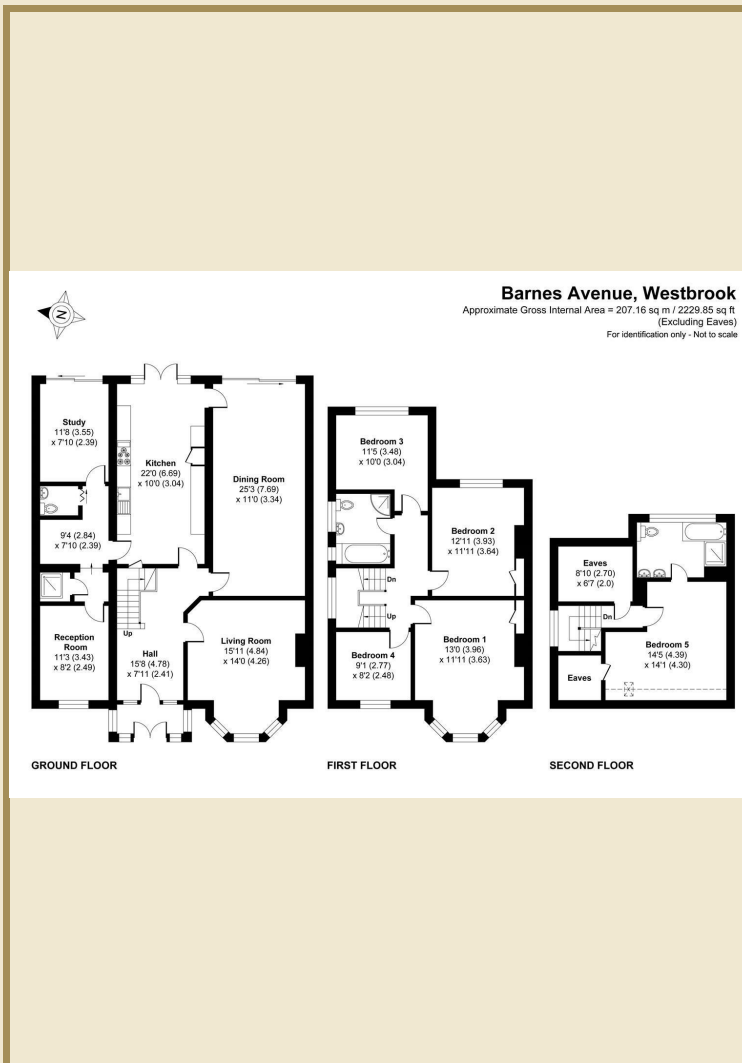 Barnes Avenue, Westbrook
Approximate Gross Internal Area = 207.16 sq m / 2229.85 sq ft
(Excluding Eaves)
For identification only - Not to scale
N
Study
11'8 (3.55)
x 7'10 (2.39)
Kitchen
22'0 (6.69)
x 10'0 (3.04)
Dining Room
25'3 (7.69)
x 11'0 (3.34)
9'4 (2.84)
x 7'10 (2.39)
Reception
Room
11'3 (3.43)
x 8'2 (2.49)
Up
Hall
15'8 (4.78)
x 7'11 (2.41)
Living Room
15'11 (4.84)
x 14'0 (4.26)
GROUND FLOOR
Bedroom 3
11'5 (3.48)
x 10'0 (3.04)
Bedroom 2
12'11 (3.93)
x 11'11 (3.64)
Dn
Up
Bedroom 4
9'1 (2.77)
x 8'2 (2.48)
Bedroom 1
13'0 (3.96)
x 11'11 (3.63)
FIRST FLOOR
Eaves
8'10 (2.70)
x 6'7 (2.0)
Dn
Bedroom 5
14'5 (4.39)
x 14'1 (4.30)
Eaves
SECOND FLOOR